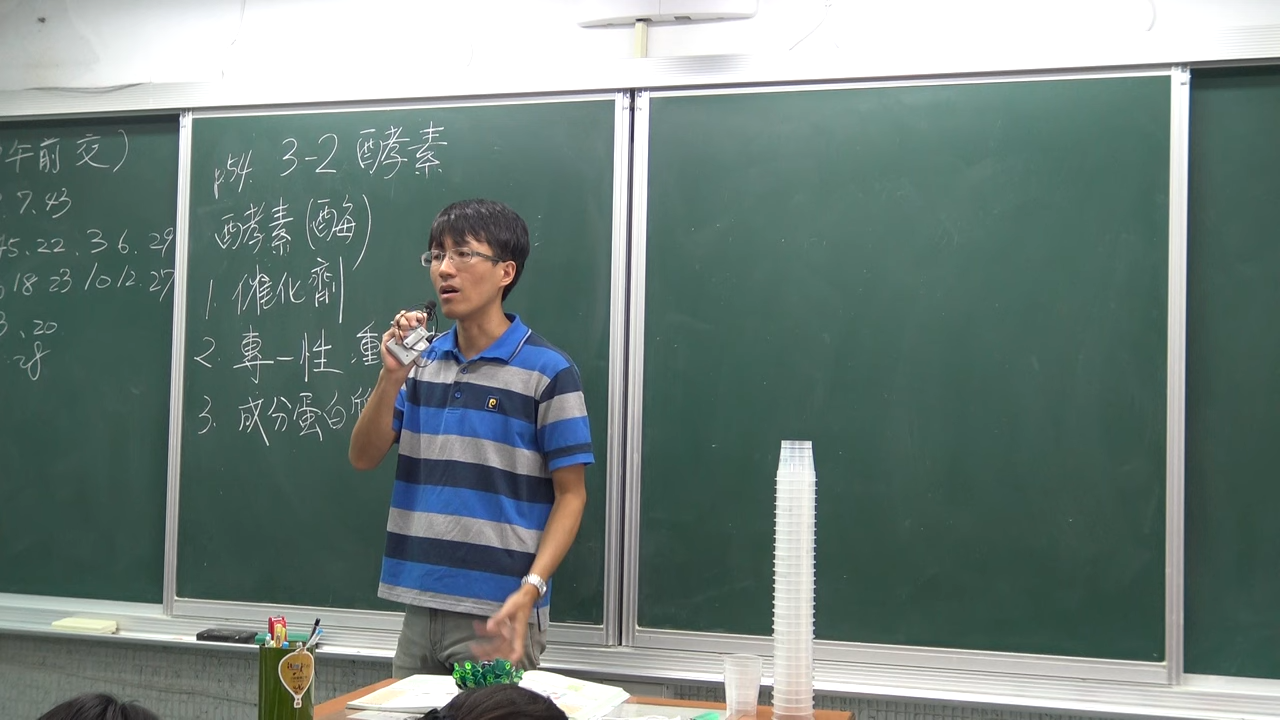 午前交)
7、43
45、22、36、29
18 23 10 12、27
3、20
28
p54. 3-2 酵素
酵素(酶)
1. 催化劑
2. 專一性、重
3. 成分蛋白質